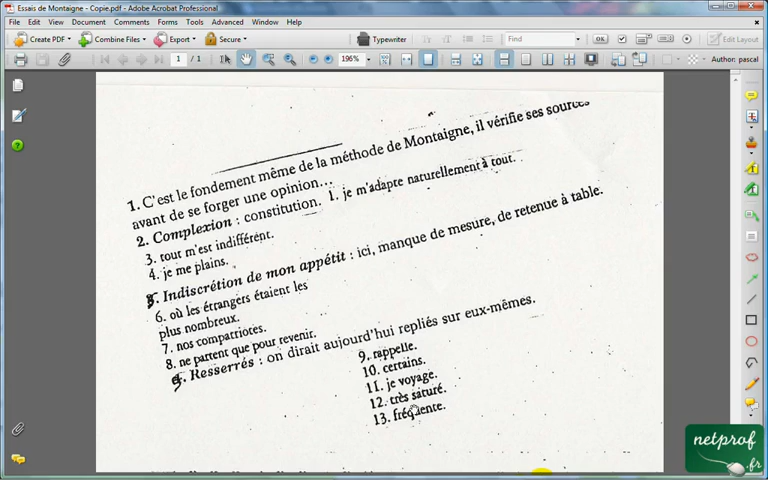 Essais de Montaigne - Copie.pdf - Adobe Acrobat Professional
File Edit View Document Comments Forms Tools Advanced Window Help
Create PDF Combine Files Export Secure Typewriter Find OK Edit Layout
1 / 1 196% Author: pascal
1. C'est le fondement même de la méthode de Montaigne, il vérifie ses sources
avant de se forger une opinion...
1. je m'adapte naturellement à tout.
2. Complexion : constitution.
3. tout m'est indifférent.
4. je me plains.
Indiscrétion de mon appétit : ici, manque de mesure, de retenue à table.
6. où les étrangers étaient les
plus nombreux.
7. nos compatriotes.
8. ne partent que pour revenir.
Resserrés : on dirait aujourd'hui repliés sur eux-mêmes.
9. rappelle.
10. certains.
11. je voyage.
12. très saturé.
13. fréquente.
netprof
.fr